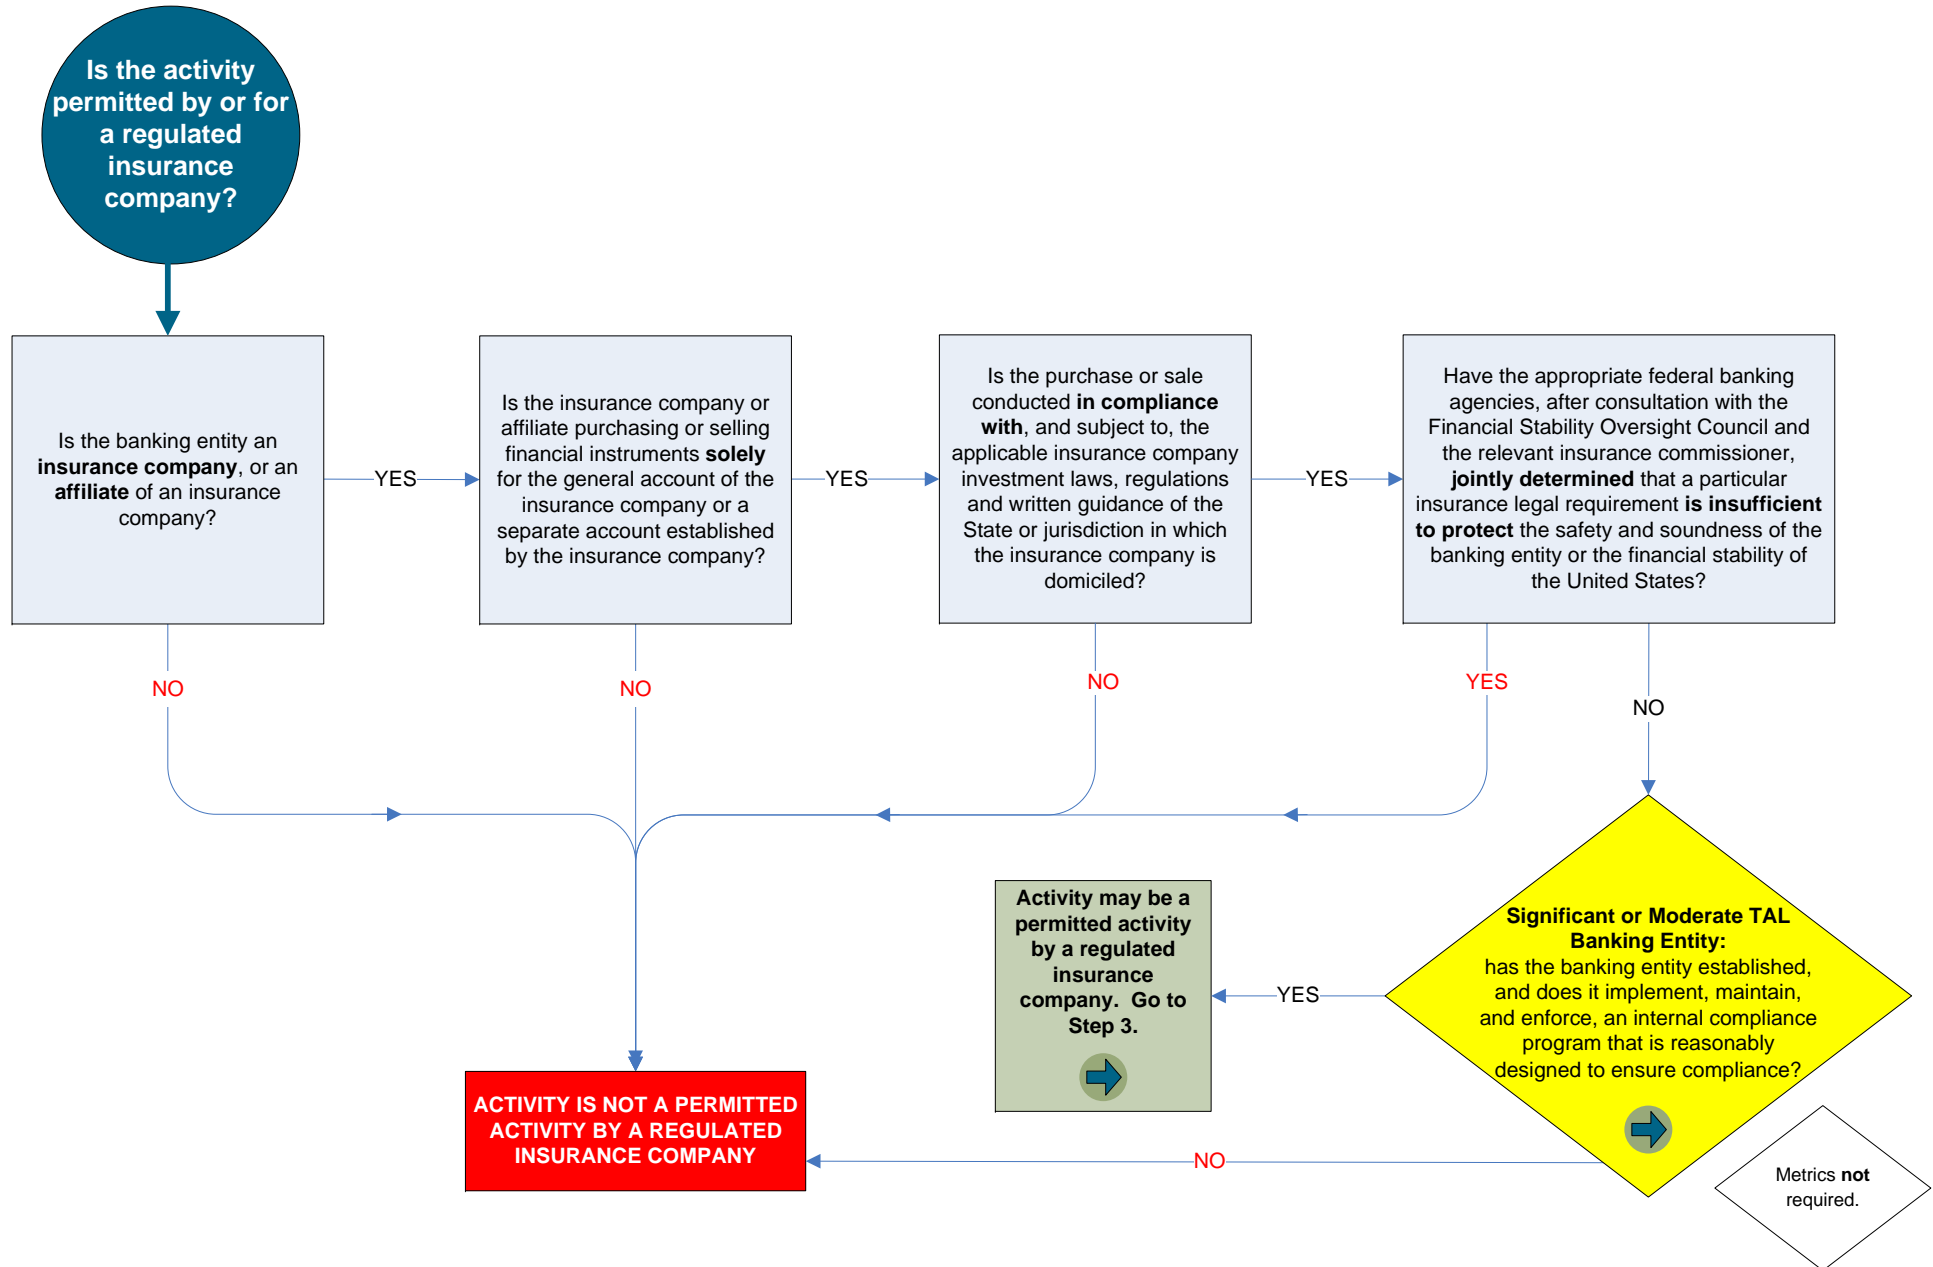 Is the activity
permitted by or for
a regulated
insurance
company?
Is the banking entity an
insurance company, or an
affiliate of an insurance
company?
YES
Is the insurance company or
affiliate purchasing or selling
financial instruments solely
for the general account of the
insurance company or a
separate account established
by the insurance company?
YES
Is the purchase or sale
conducted in compliance
with, and subject to, the
applicable insurance company
investment laws, regulations
and written guidance of the
State or jurisdiction in which
the insurance company is
domiciled?
YES
Have the appropriate federal banking
agencies, after consultation with the
Financial Stability Oversight Council and
the relevant insurance commissioner,
jointly determined that a particular
insurance legal requirement is insufficient
to protect the safety and soundness of the
banking entity or the financial stability of
the United States?
NO
NO
NO
YES
NO
Significant or Moderate TAL
Banking Entity:
has the banking entity established,
and does it implement, maintain,
and enforce, an internal compliance
program that is reasonably
designed to ensure compliance?
YES
Activity may be a
permitted activity
by a regulated
insurance
company. Go to
Step 3.
NO
ACTIVITY IS NOT A PERMITTED
ACTIVITY BY A REGULATED
INSURANCE COMPANY
Metrics not
required.